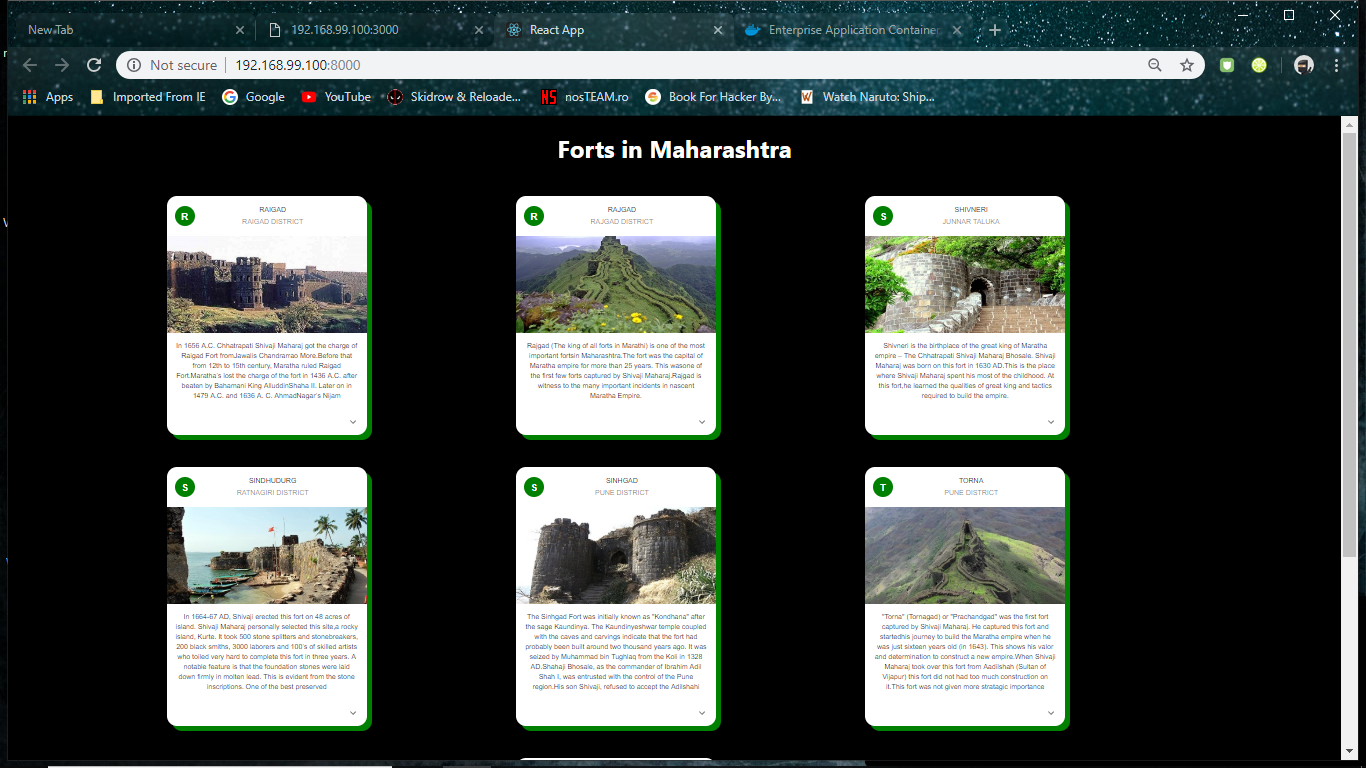 New Tab
192.168.99.100:3000
React App
Enterprise Application Container
Not secure
192.168.99.100:8000
Apps
Imported From IE
Google
YouTube
Skidrow & Reloade...
NS
nosTEAM.ro
Book For Hacker By...
W
Watch Naruto: Ship...
Forts in Maharashtra
R
RAIGAD
RAIGAD DISTRICT
In 1656 A.C. Chhatrapati Shivaji Maharaj got the charge of
Raigad Fort fromJawalis Chandrarrao More.Before that
from 12th to 15th century, Maratha ruled Raigad
Fort.Maratha's lost the charge of the fort in 1436 A.C. after
beaten by Bahamani King AlluddinShaha II. Later on in
1479 A.C. and 1636 A. C. AhmadNagar's Nijam
R
RAJGAD
RAJGAD DISTRICT
Rajgad (The king of all forts in Marathi) is one of the most
important fortsin Maharashtra.The fort was the capital of
Maratha empire for more than 25 years. This wasone of
the first few forts captured by Shivaji Maharaj,Rajgad is
witness to the many important incidents in nascent
Maratha Empire.
S
SHIVNERI
JUNNAR TALUKA
Shivneri is the birthplace of the great king of Maratha
empire – The Chhatrapati Shivaji Maharaj Bhosale. Shivaji
Maharaj was born on this fort in 1630 AD.This is the place
where Shivaji Maharaj spent his most of the childhood. At
this fort,he learned the qualities of great king and tactics
required to build the empire.
S
SINDHUDURG
RATNAGIRI DISTRICT
In 1664-67 AD, Shivaji erected this fort on 48 acres of
island. Shivaji Maharaj personally selected this site,a rocky
island, Kurte. It took 500 stone splitters and stonebreakers,
200 black smiths, 3000 laborers and 100's of skilled artists
who toiled very hard to complete this fort in three years. A
notable feature is that the foundation stones were laid
down firmly in molten lead. This is evident from the stone
inscriptions. One of the best preserved
S
SINHGAD
PUNE DISTRICT
The Sinhgad Fort was initially known as "Kondhana" after
the sage Kaundinya. The Kaundinyeshwar temple coupled
with the caves and carvings indicate that the fort had
probably been built around two thousand years ago. It was
seized by Muhammad bin Tughlaq from the Koli in 1328
AD.Shahaji Bhosale, as the commander of Ibrahim Adil
Shah I, was entrusted with the control of the Pune
region.His son Shivaji, refused to accept the Adilshahi
T
TORNA
PUNE DISTRICT
"Torna" (Tornagad) or "Prachandgad" was the first fort
captured by Shivaji Maharaj. He captured this fort and
startedhis journey to build the Maratha empire when he
was just sixteen years old (in 1643). This shows his valor
and determination to construct a new empire.When Shivaji
Maharaj took over this fort from Aadilshah (Sultan of
Vijapur) this fort did not had too much construction on
it.This fort was not given more stratagic importance